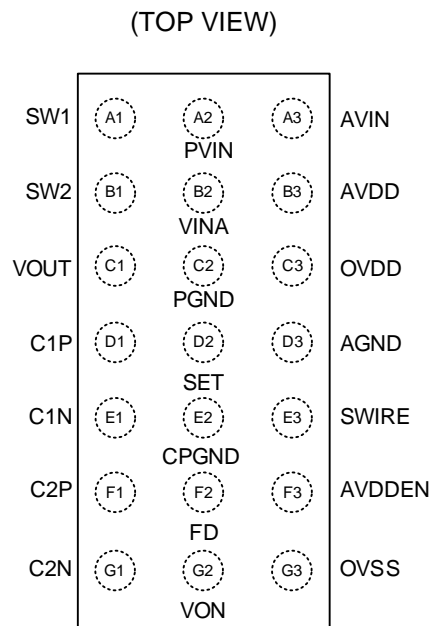 (TOP VIEW)
SW1 A1 A2 A3 AVIN
PVIN
SW2 B1 B2 B3 AVDD
VINA
VOUT C1 C2 C3 OVDD
PGND
C1P D1 D2 D3 AGND
SET
C1N E1 E2 E3 SWIRE
CPGND
C2P F1 F2 F3 AVDDEN
FD
C2N G1 G2 G3 OVSS
VON